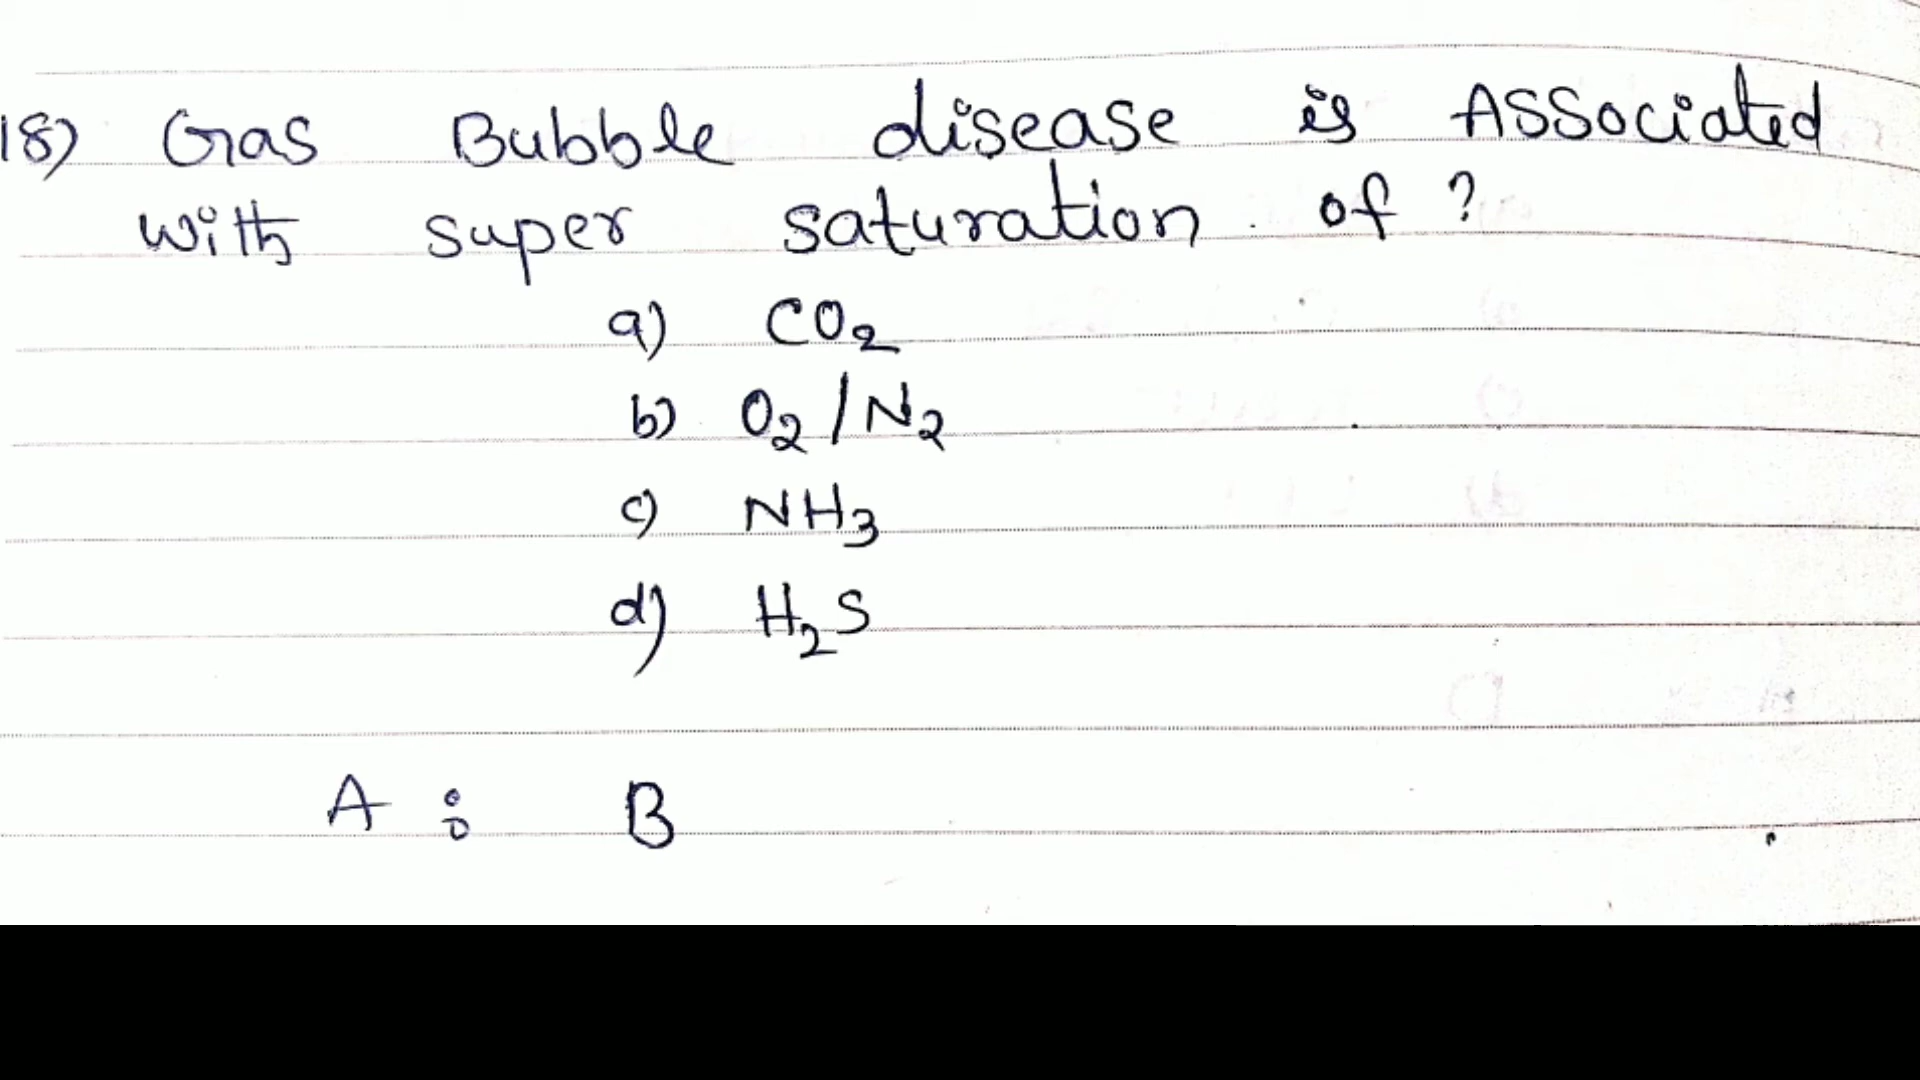 18) Gas Bubble disease is Associated
with super saturation of ?
a) CO2
b) O2 / N2
c) NH3
d) H2S
A : B